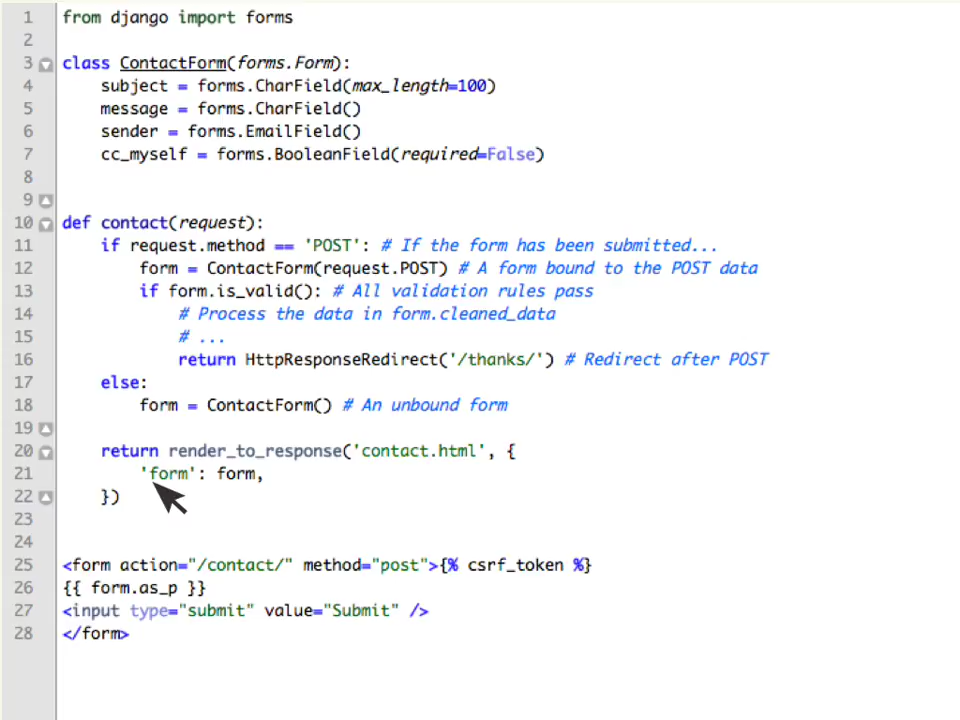 1 from django import forms
2
3 class ContactForm(forms.Form):
4     subject = forms.CharField(max_length=100)
5     message = forms.CharField()
6     sender = forms.EmailField()
7     cc_myself = forms.BooleanField(required=False)
8
9
10 def contact(request):
11     if request.method == 'POST': # If the form has been submitted...
12         form = ContactForm(request.POST) # A form bound to the POST data
13         if form.is_valid(): # All validation rules pass
14             # Process the data in form.cleaned_data
15             # ...
16             return HttpResponseRedirect('/thanks/') # Redirect after POST
17     else:
18         form = ContactForm() # An unbound form
19
20     return render_to_response('contact.html', {
21         'form': form,
22     })
23
24
25 <form action="/contact/" method="post">{% csrf_token %}
26 {{ form.as_p }}
27 <input type="submit" value="Submit" />
28 </form>